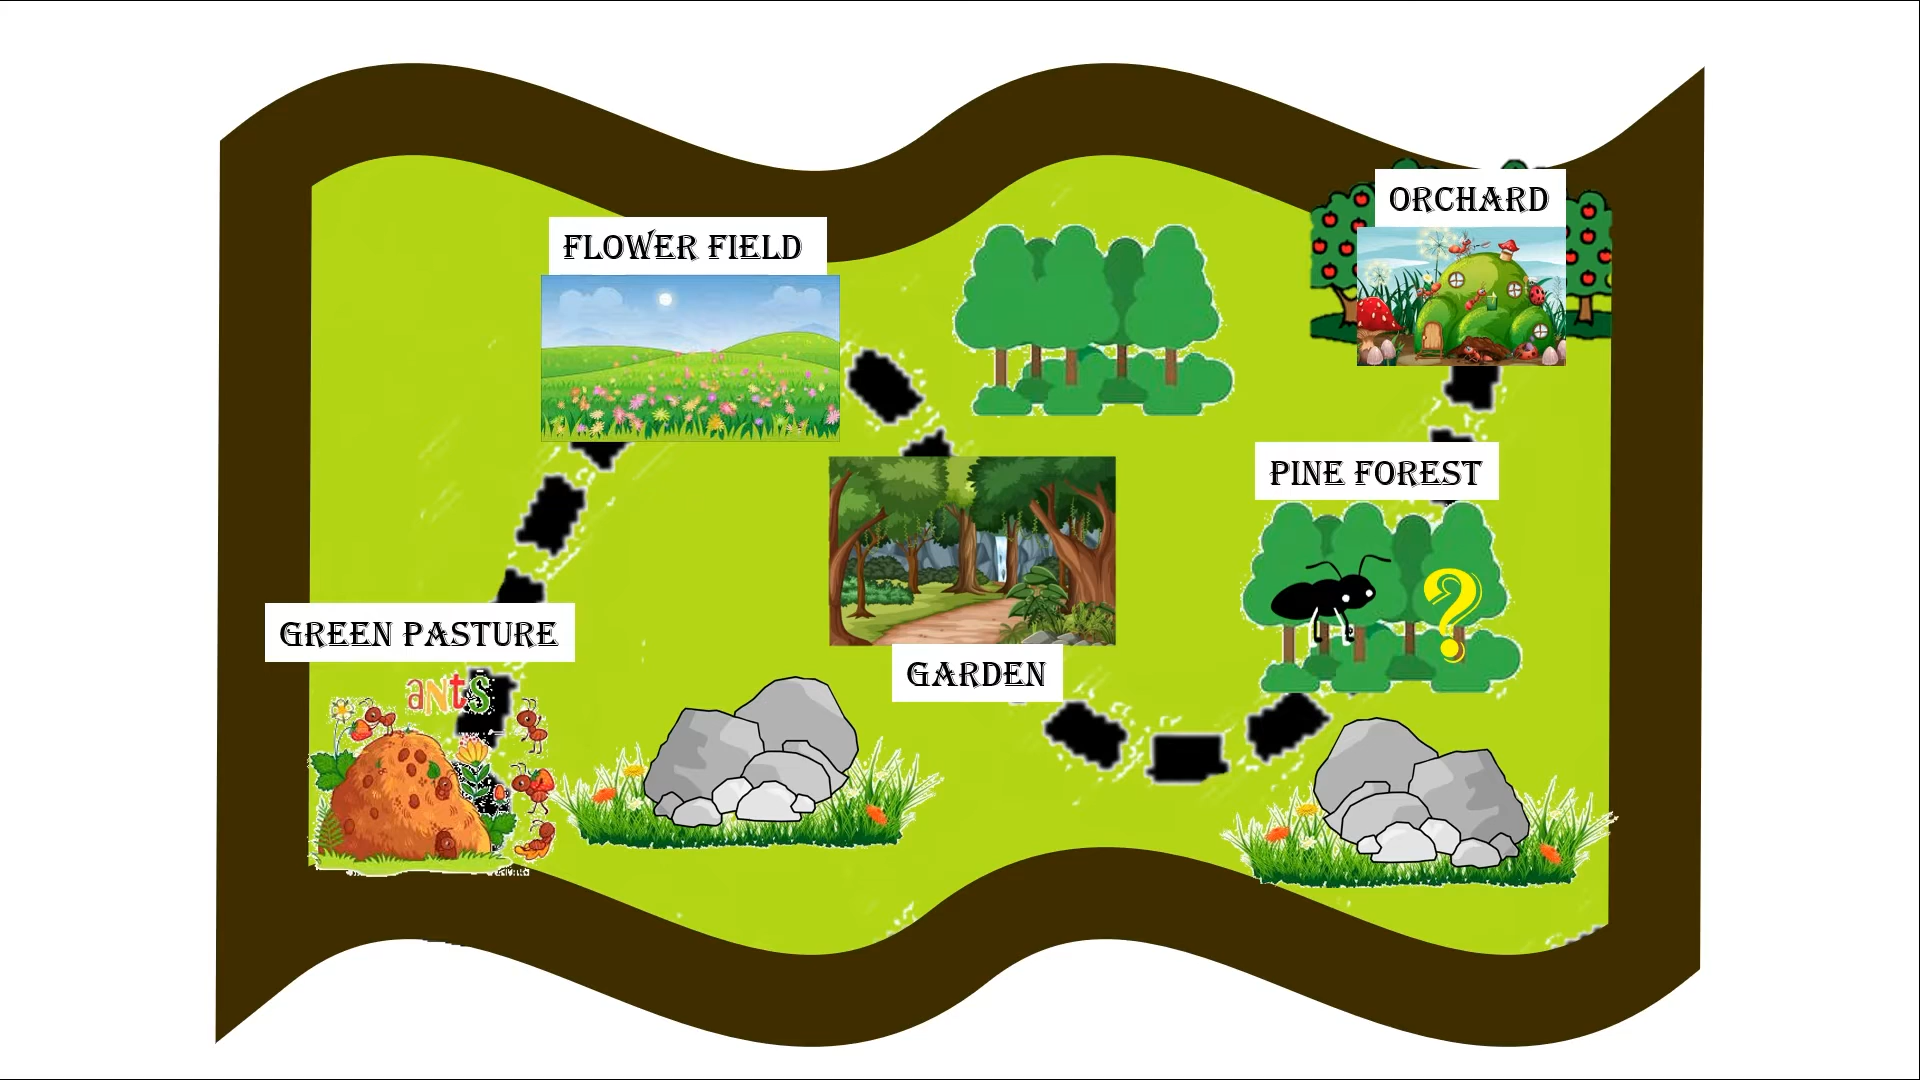 ORCHARD
FLOWER FIELD
PINE FOREST
?
GREEN PASTURE
GARDEN
ants